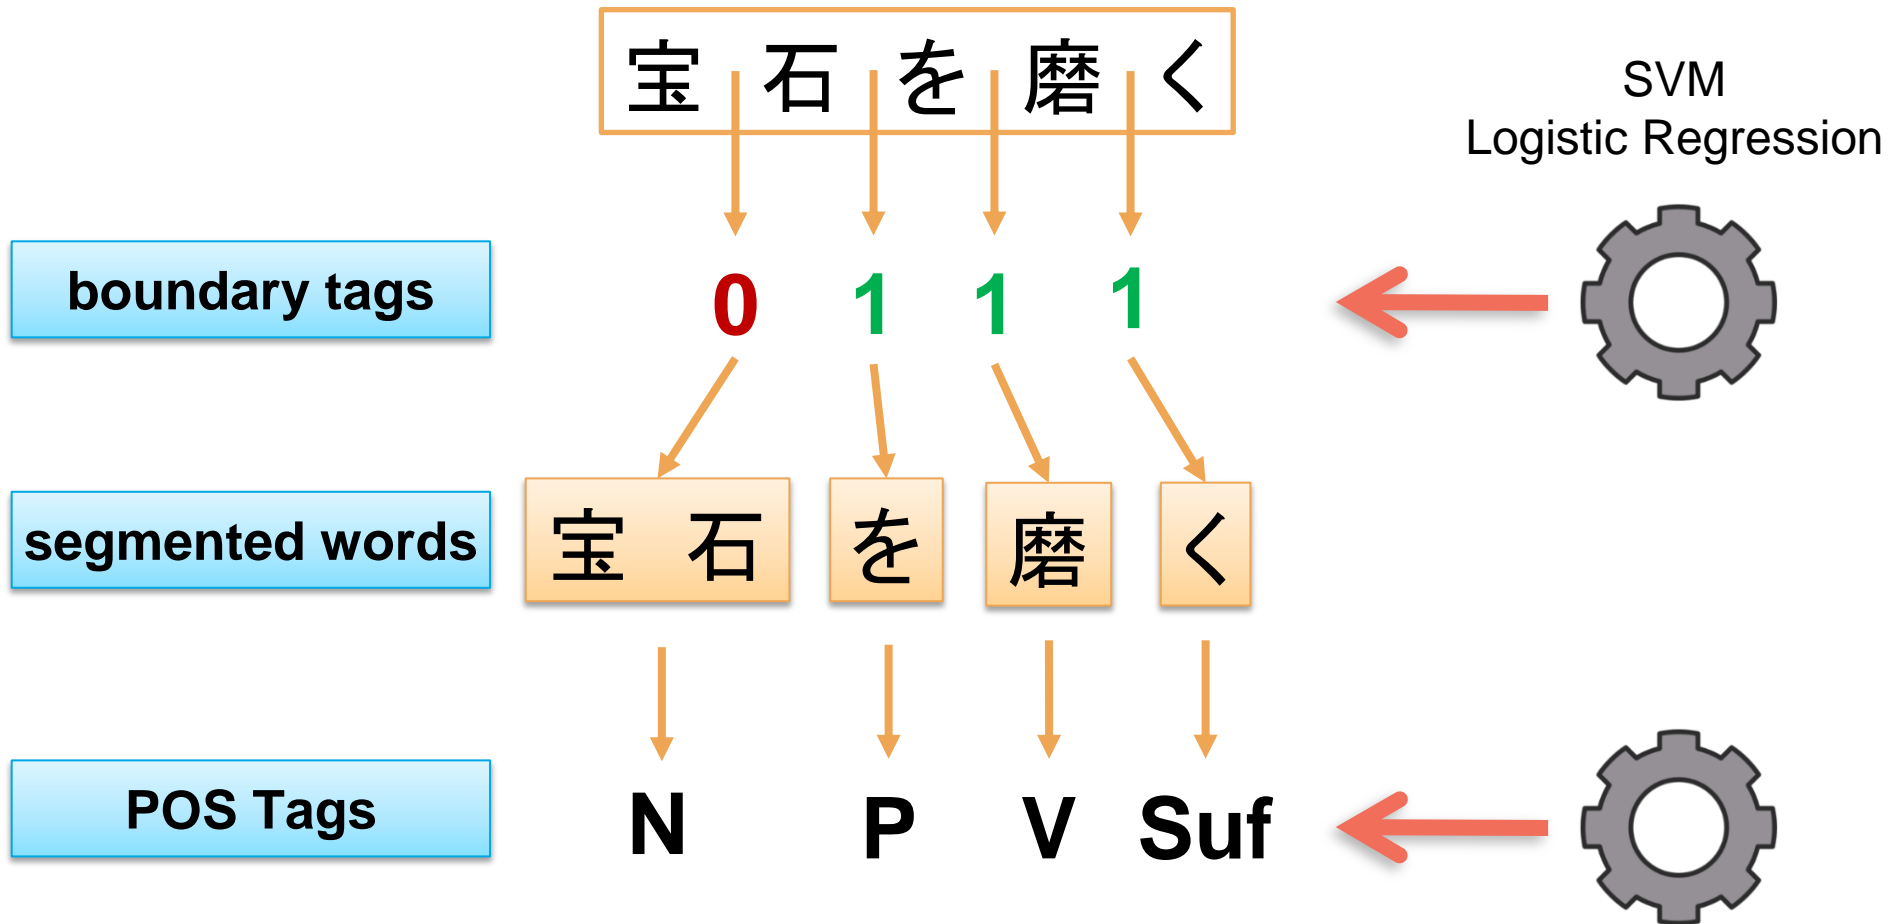 宝 石 を 磨 く
SVM
Logistic Regression
boundary tags
0 1 1 1
segmented words
宝 石 を 磨 く
POS Tags
N P V Suf